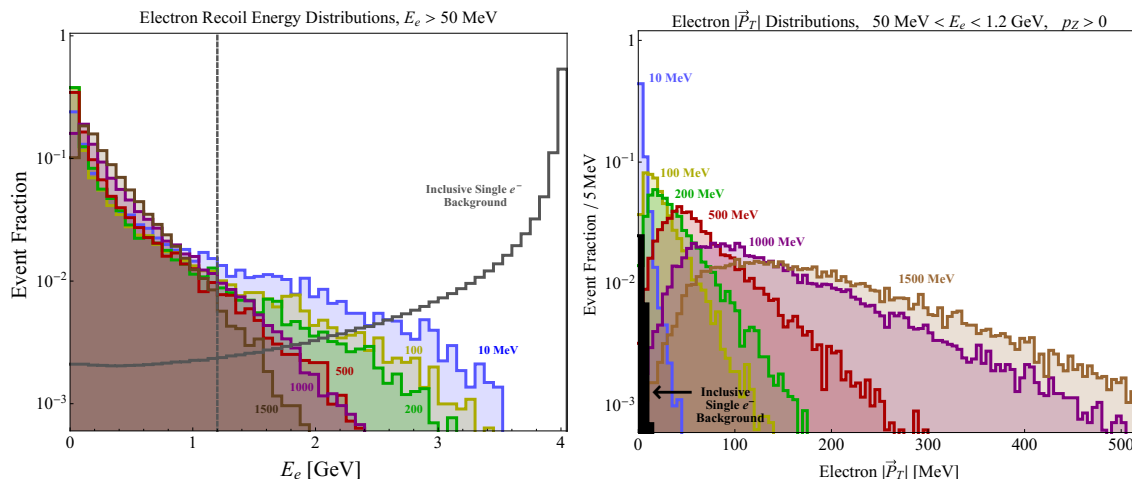 Electron Recoil Energy Distributions, E_e > 50 MeV
1
10^-1
10^-2
10^-3
Event Fraction
Inclusive Single e^-
Background
10 MeV
100
500
200
1000
1500
0
1
2
3
4
E_e [GeV]
Electron |P⃗_T| Distributions, 50 MeV < E_e < 1.2 GeV, p_Z > 0
1
10^-1
10^-2
10^-3
Event Fraction / 5 MeV
10 MeV
100 MeV
200 MeV
500 MeV
1000 MeV
1500 MeV
Inclusive
Single e^-
Background
0
100
200
300
400
500
Electron |P⃗_T| [MeV]